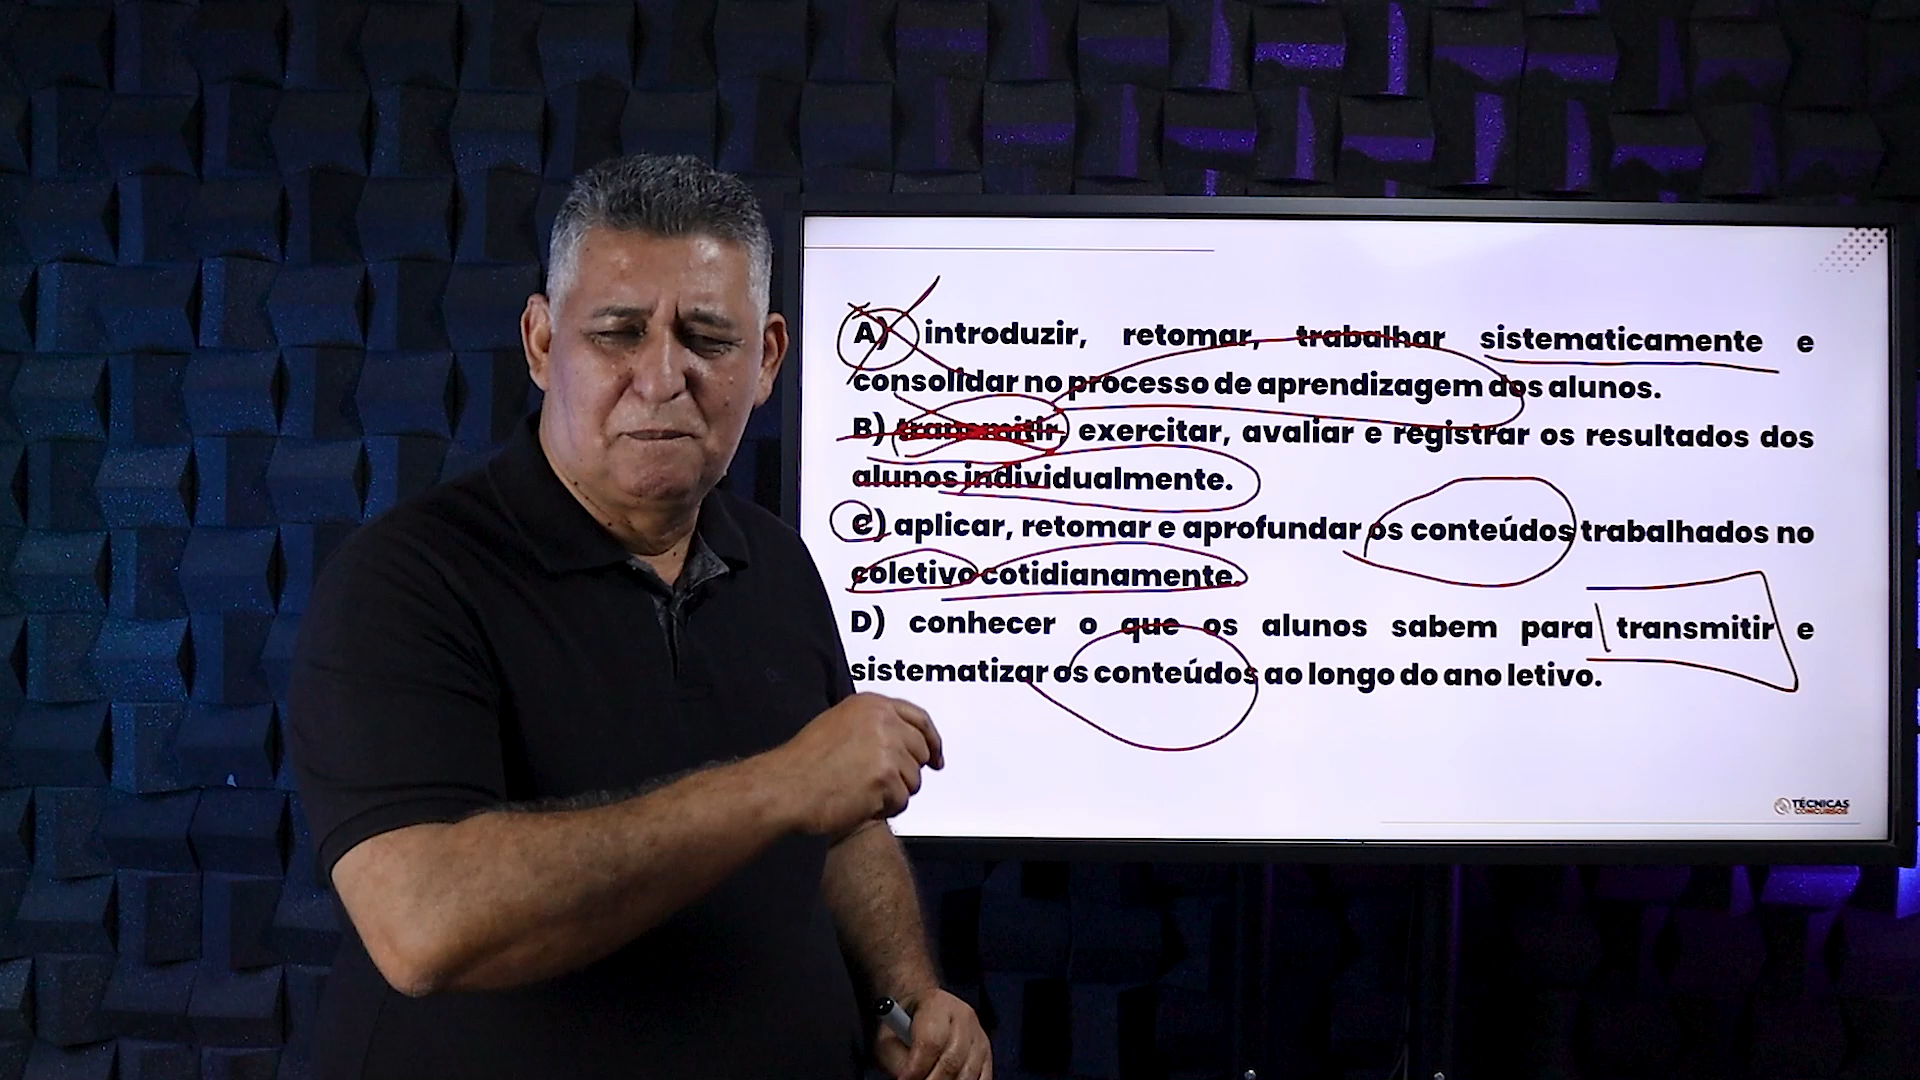 A) introduzir, retomar, trabalhar sistematicamente e
consolidar no processo de aprendizagem dos alunos.
B) transmitir, exercitar, avaliar e registrar os resultados dos
alunos individualmente.
C) aplicar, retomar e aprofundar os conteúdos trabalhados no
coletivo cotidianamente.
D) conhecer o que os alunos sabem para transmitir e
sistematizar os conteúdos ao longo do ano letivo.
TÉCNICAS
CONCURSOS